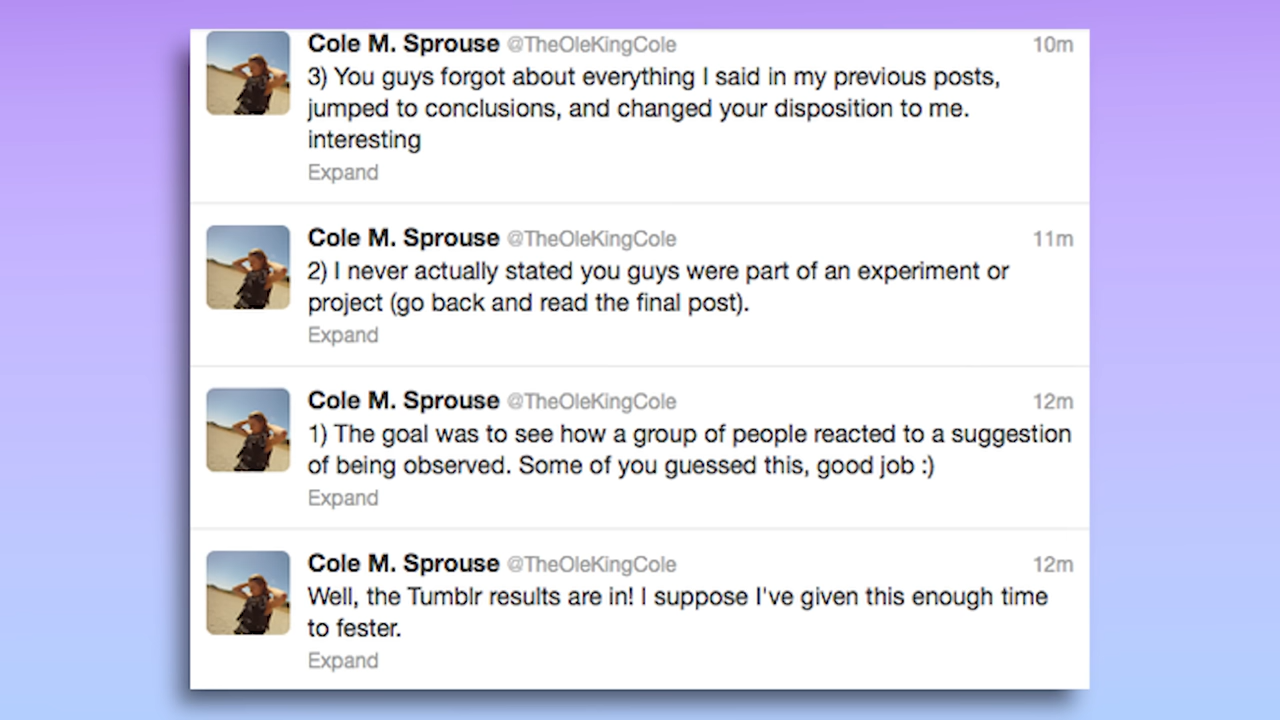 Cole M. Sprouse @TheOleKingCole 10m
3) You guys forgot about everything I said in my previous posts,
jumped to conclusions, and changed your disposition to me.
interesting
Expand
Cole M. Sprouse @TheOleKingCole 11m
2) I never actually stated you guys were part of an experiment or
project (go back and read the final post).
Expand
Cole M. Sprouse @TheOleKingCole 12m
1) The goal was to see how a group of people reacted to a suggestion
of being observed. Some of you guessed this, good job :)
Expand
Cole M. Sprouse @TheOleKingCole 12m
Well, the Tumblr results are in! I suppose I've given this enough time
to fester.
Expand